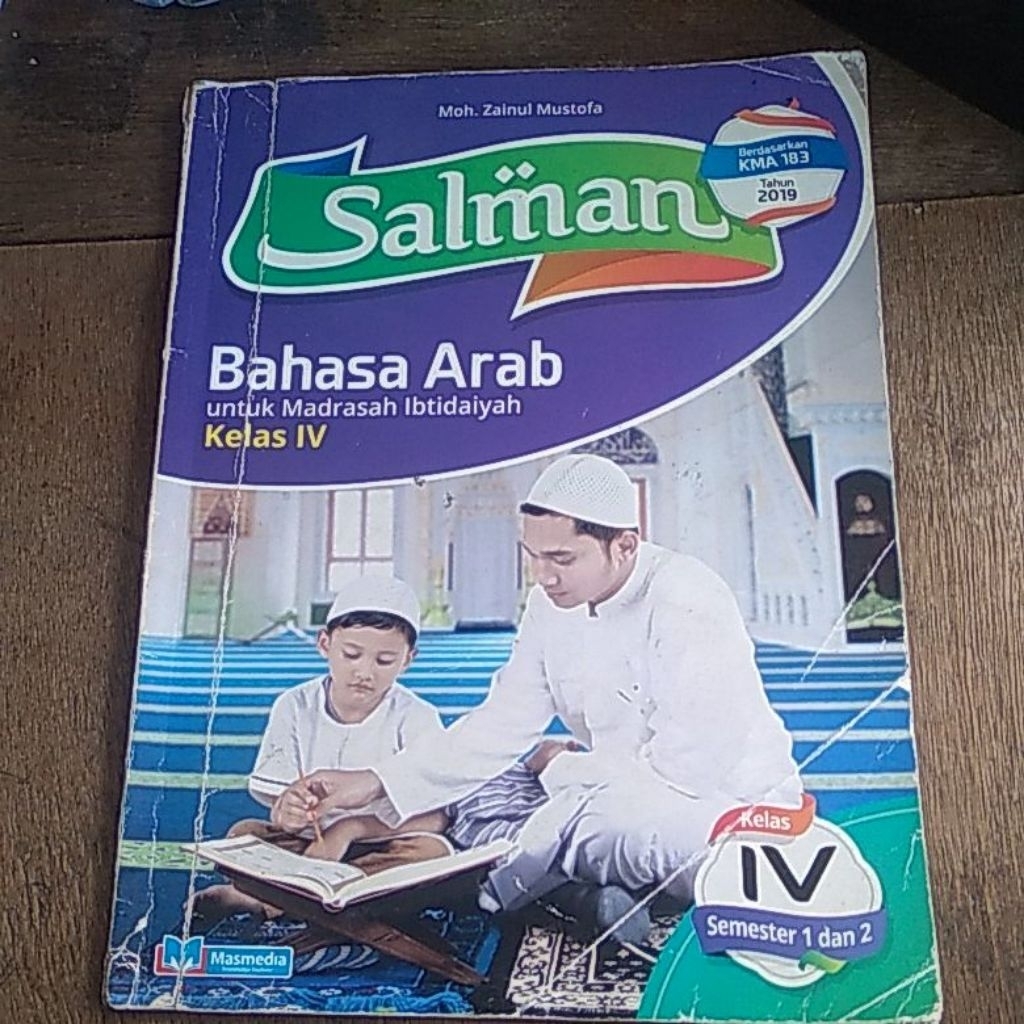 Moh. Zainul Mustofa
Salman
Berdasarkan
KMA 183
Tahun
2019
Bahasa Arab
untuk Madrasah Ibtidaiyah
Kelas IV
Kelas
IV
Semester 1 dan 2
Masmedia